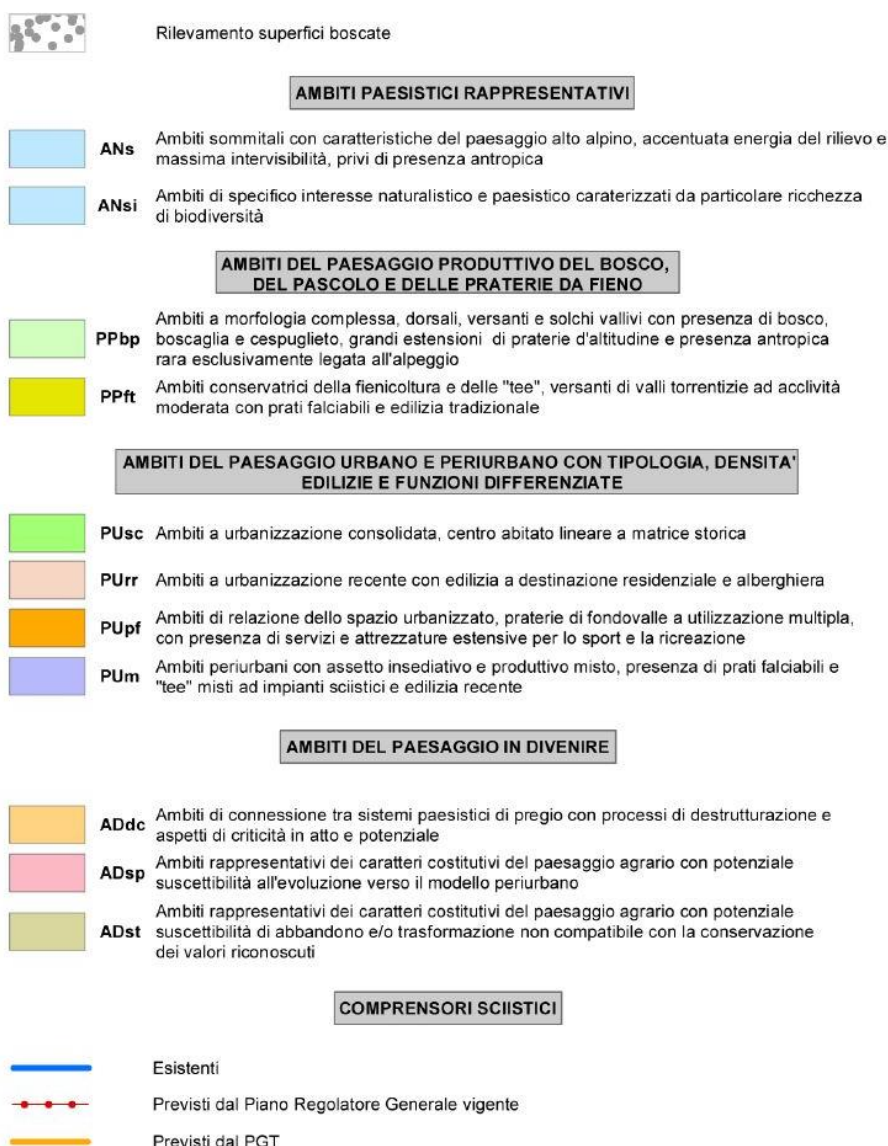 Rilevamento superfici boscate
AMBITI PAESISTICI RAPPRESENTATIVI
ANs Ambiti sommitali con caratteristiche del paesaggio alto alpino, accentuata energia del rilievo e
massima intervisibilità, privi di presenza antropica
ANsi Ambiti di specifico interesse naturalistico e paesistico caraterizzati da particolare ricchezza
di biodiversità
AMBITI DEL PAESAGGIO PRODUTTIVO DEL BOSCO,
DEL PASCOLO E DELLE PRATERIE DA FIENO
PPbp Ambiti a morfologia complessa, dorsali, versanti e solchi vallivi con presenza di bosco,
boscaglia e cespuglieto, grandi estensioni di praterie d'altitudine e presenza antropica
rara esclusivamente legata all'alpeggio
PPft Ambiti conservatrici della fienicoltura e delle "tee", versanti di valli torrentizie ad acclività
moderata con prati falciabili e edilizia tradizionale
AMBITI DEL PAESAGGIO URBANO E PERIURBANO CON TIPOLOGIA, DENSITA'
EDILIZIE E FUNZIONI DIFFERENZIATE
PUsc Ambiti a urbanizzazione consolidata, centro abitato lineare a matrice storica
PUrr Ambiti a urbanizzazione recente con edilizia a destinazione residenziale e alberghiera
PUpf Ambiti di relazione dello spazio urbanizzato, praterie di fondovalle a utilizzazione multipla,
con presenza di servizi e attrezzature estensive per lo sport e la ricreazione
PUm Ambiti periurbani con assetto insediativo e produttivo misto, presenza di prati falciabili e
"tee" misti ad impianti sciistici e edilizia recente
AMBITI DEL PAESAGGIO IN DIVENIRE
ADdc Ambiti di connessione tra sistemi paesistici di pregio con processi di destrutturazione e
aspetti di criticità in atto e potenziale
ADsp Ambiti rappresentativi dei caratteri costitutivi del paesaggio agrario con potenziale
suscettibilità all'evoluzione verso il modello periurbano
ADst Ambiti rappresentativi dei caratteri costitutivi del paesaggio agrario con potenziale
suscettibilità di abbandono e/o trasformazione non compatibile con la conservazione
dei valori riconoscuti
COMPRENSORI SCIISTICI
Esistenti
Previsti dal Piano Regolatore Generale vigente
Previsti dal PGT